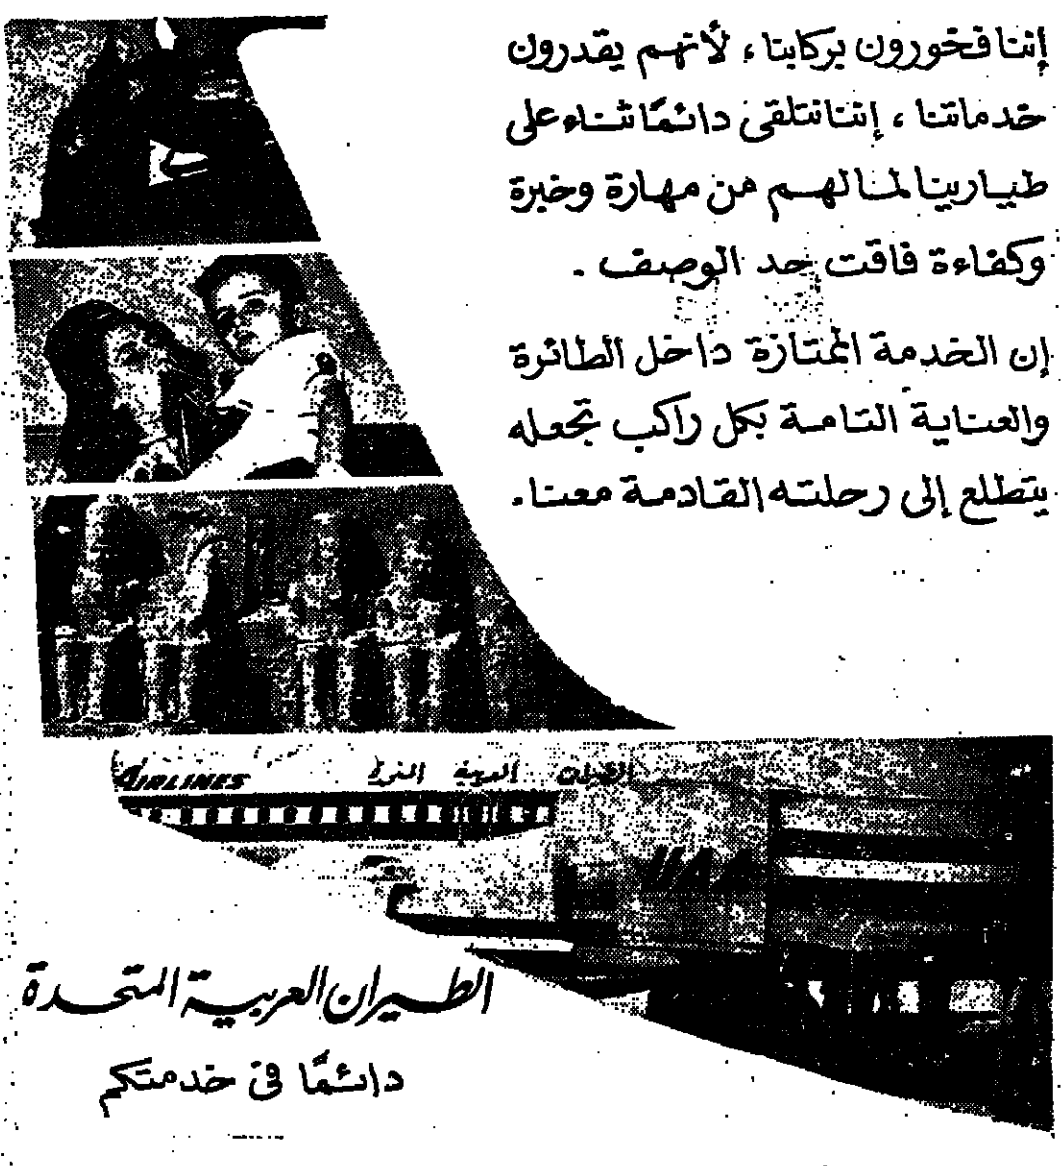 إننا فخورون بركابنا، لأنهم يقدرون
خدماتنا، إننا نتلقى دائمًا ثناء على
طيارينا لما لهم من مهارة وخبرة
وكفاءة فاقت حد الوصف.
إن الخدمة الممتازة داخل الطائرة
والعناية التامة بكل راكب تجعله
يتطلع إلى رحلته القادمة معنا.
AIRLINES
UAA
الطيران العربية المتحدة
دائمًا في خدمتكم